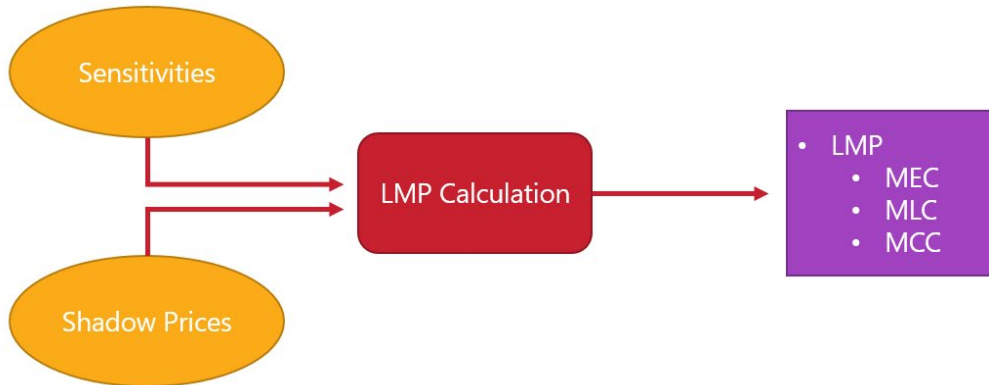 Sensitivities
Shadow Prices
LMP Calculation
• LMP
• MEC
• MLC
• MCC